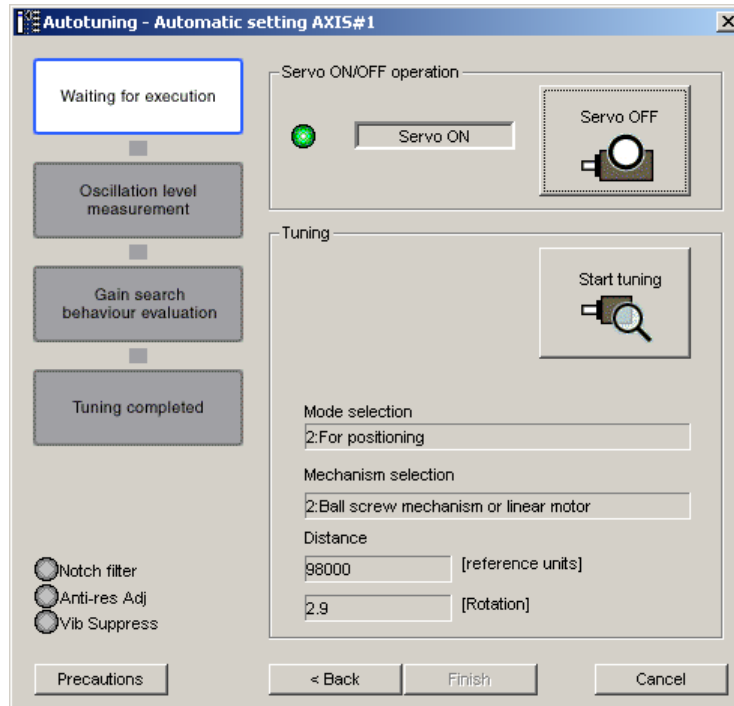 Autotuning - Automatic setting AXIS#1
Waiting for execution
Oscillation level
measurement
Gain search
behaviour evaluation
Tuning completed
Notch filter
Anti-res Adj
Vib Suppress
Servo ON/OFF operation
Servo ON
Servo OFF
Tuning
Start tuning
Mode selection
2:For positioning
Mechanism selection
2:Ball screw mechanism or linear motor
Distance
98000 [reference units]
2.9 [Rotation]
Precautions
< Back
Finish
Cancel